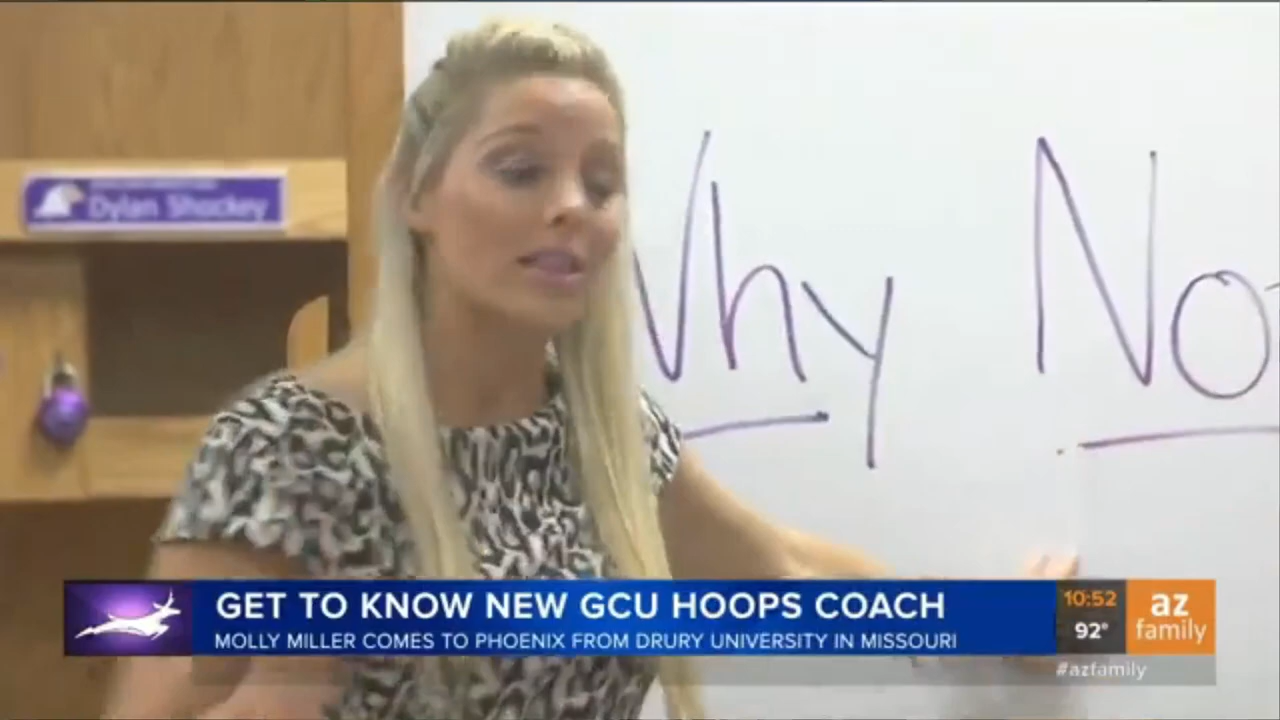 Dylan Shockey
Why No
GET TO KNOW NEW GCU HOOPS COACH
MOLLY MILLER COMES TO PHOENIX FROM DRURY UNIVERSITY IN MISSOURI
10:52
92°
az
family
#azfamily